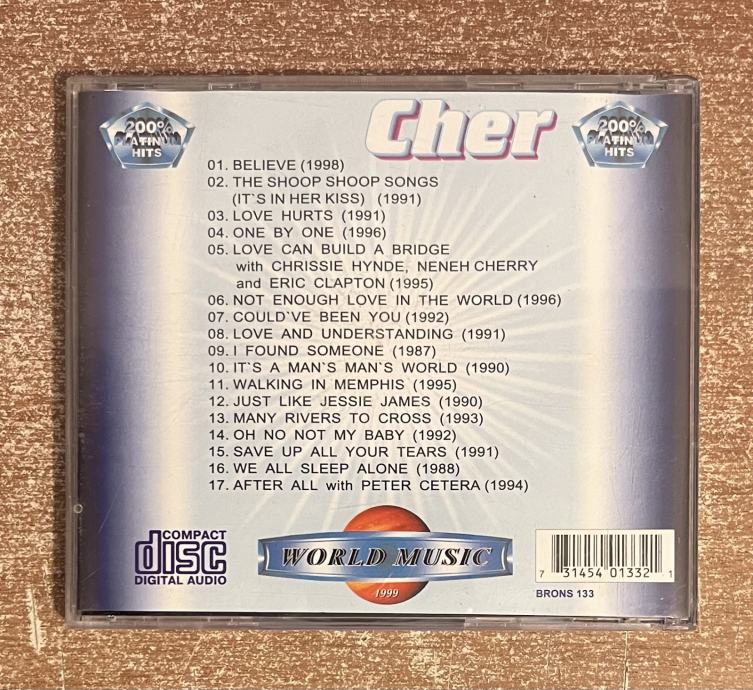 200%
PLATINUM
HITS
Cher
200%
PLATINUM
HITS
01. BELIEVE (1998)
02. THE SHOOP SHOOP SONGS
(IT`S IN HER KISS) (1991)
03. LOVE HURTS (1991)
04. ONE BY ONE (1996)
05. LOVE CAN BUILD A BRIDGE
with CHRISSIE HYNDE, NENEH CHERRY
and ERIC CLAPTON (1995)
06. NOT ENOUGH LOVE IN THE WORLD (1996)
07. COULD`VE BEEN YOU (1992)
08. LOVE AND UNDERSTANDING (1991)
09. I FOUND SOMEONE (1987)
10. IT`S A MAN`S MAN`S WORLD (1990)
11. WALKING IN MEMPHIS (1995)
12. JUST LIKE JESSIE JAMES (1990)
13. MANY RIVERS TO CROSS (1993)
14. OH NO NOT MY BABY (1992)
15. SAVE UP ALL YOUR TEARS (1991)
16. WE ALL SLEEP ALONE (1988)
17. AFTER ALL with PETER CETERA (1994)
COMPACT
disc
DIGITAL AUDIO
WORLD MUSIC
1999
7 31454 01332 1
BRONS 133